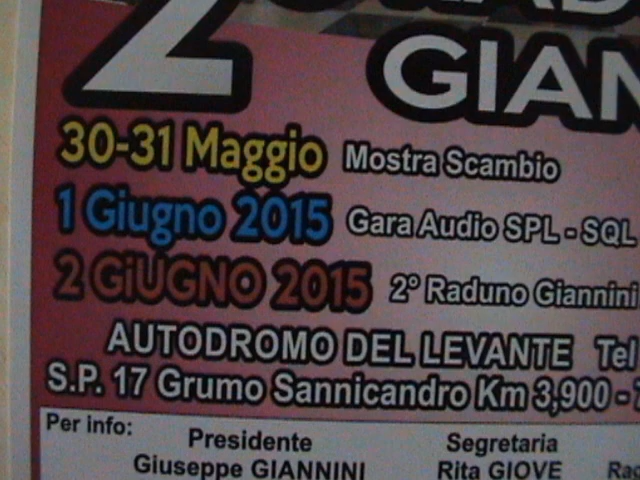 2°
GIAN
30-31 Maggio Mostra Scambio
1 Giugno 2015 Gara Audio SPL - SQL
2 GiUGNO 2015 2° Raduno Giannini
AUTODROMO DEL LEVANTE Tel
S.P. 17 Grumo Sannicandro Km 3,900 -
Per info:
Presidente Segretaria
Giuseppe GIANNINI Rita GIOVE